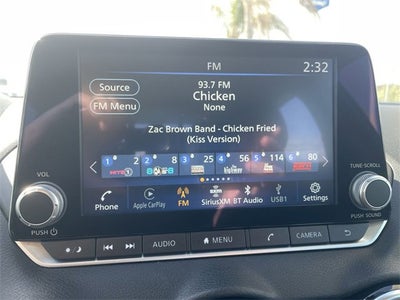 FM
2:32
Source
93.7 FM
Chicken
FM Menu
None
Zac Brown Band - Chicken Fried
(Kiss Version)
1 2 2 8 3 25 4 56 5 114 6 80
VOL
TUNE•SCROLL
Phone
Apple CarPlay
FM
SiriusXM
BT Audio
USB1
Settings
PUSH
PUSH SOUND
AUDIO
MENU
CAMERA